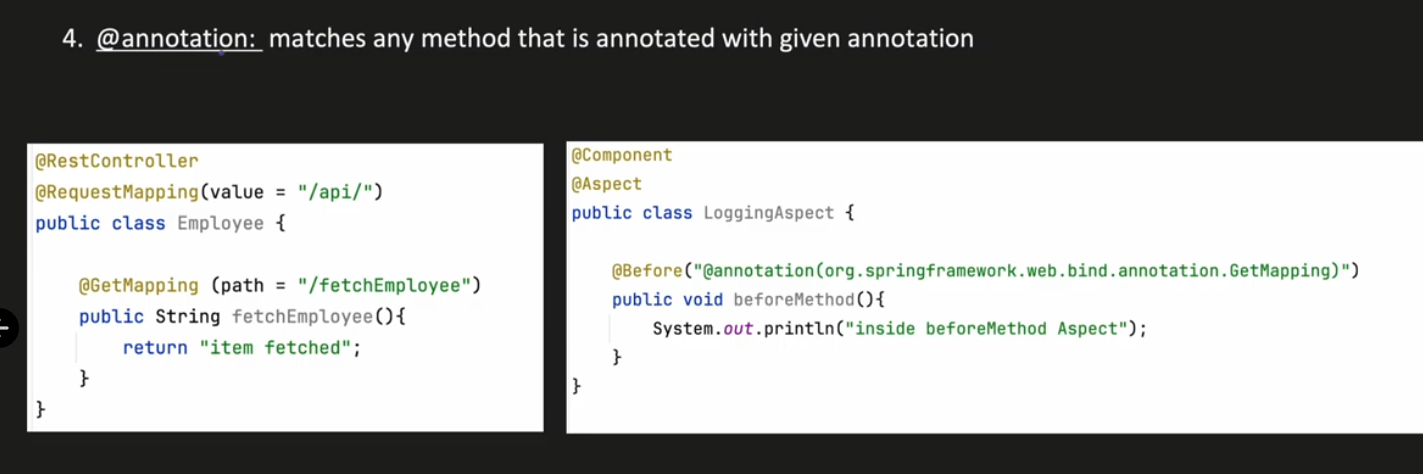 4. @annotation: matches any method that is annotated with given annotation
@RestController
@RequestMapping(value = "/api/")
public class Employee {
@GetMapping (path = "/fetchEmployee")
public String fetchEmployee(){
return "item fetched";
}
}
@Component
@Aspect
public class LoggingAspect {
@Before("@annotation(org.springframework.web.bind.annotation.GetMapping)")
public void beforeMethod(){
System.out.println("inside beforeMethod Aspect");
}
}